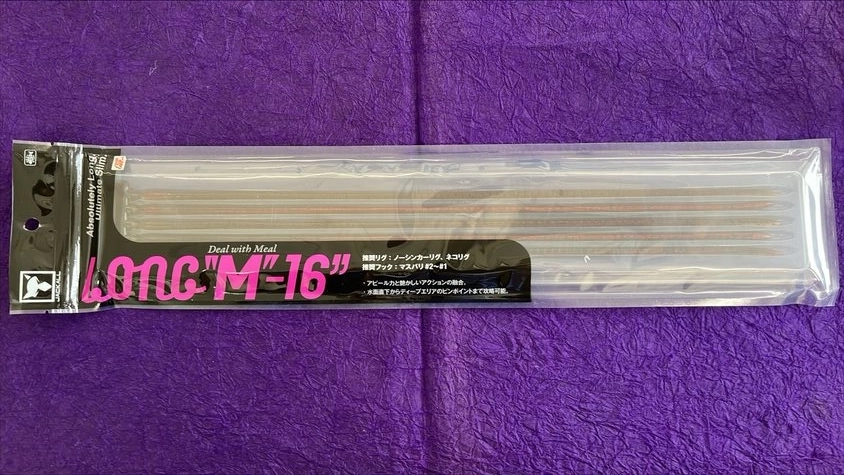 Absolutely Long,
Ultimate Slim.
Deal with Meal
LONG"M"-16”
推奨リグ：ノーシンカーリグ、ネコリグ
推奨フック：マスバリ#2〜#1
・アピール力と艶かしいアクションの融合。
・水面直下からディープエリアのピンポイントまで攻略可能。
JACKALL